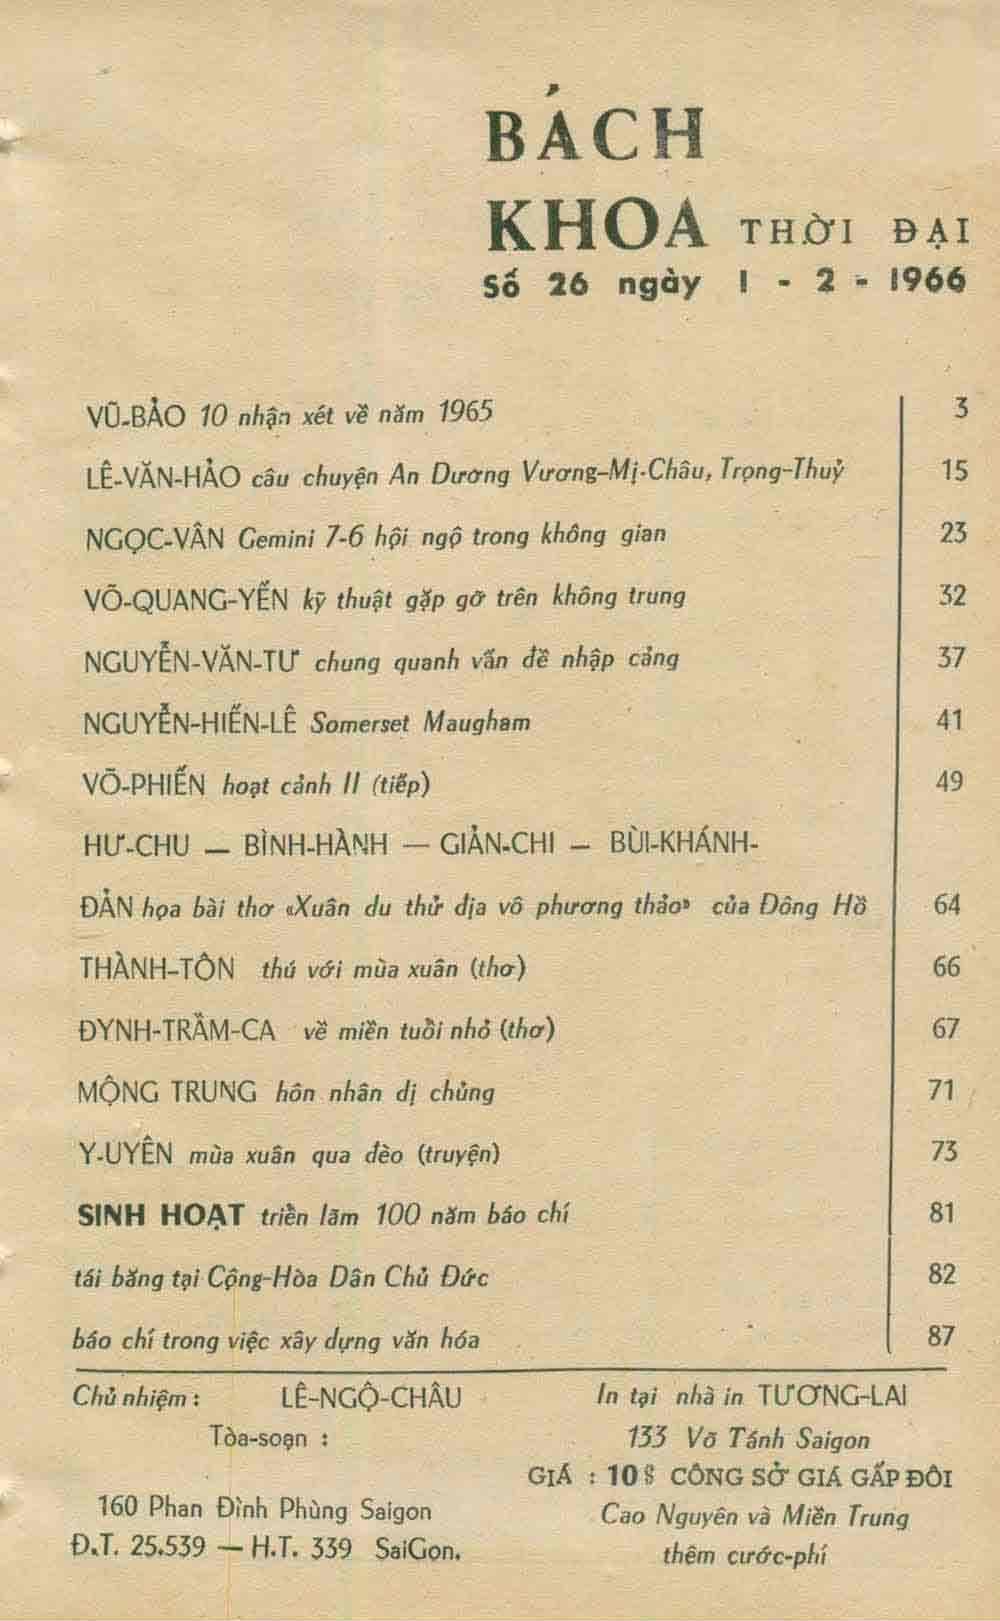 BÁCH
KHOA THỜI ĐẠI
Số 26 ngày 1 - 2 - 1966
VŨ-BẢO 10 nhận xét về năm 1965 3
LÊ-VĂN-HẢO câu chuyện An Dương Vương-Mị-Châu, Trọng-Thuỷ 15
NGỌC-VÂN Gemini 7-6 hội ngộ trong không gian 23
VÕ-QUANG-YẾN kỹ thuật gặp gỡ trên không trung 32
NGUYỄN-VĂN-TƯ chung quanh vấn đề nhập cảng 37
NGUYỄN-HIẾN-LÊ Somerset Maugham 41
VÕ-PHIẾN hoạt cảnh II (tiếp) 49
HƯ-CHU — BÌNH-HÀNH — GIẢN-CHI — BÙI-KHÁNH-
ĐẢN họa bài thơ «Xuân du thử địa vô phương thảo» của Đông Hồ 64
THÀNH-TÔN thú với mùa xuân (thơ) 66
ĐYNH-TRẦM-CA về miền tuổi nhỏ (thơ) 67
MỘNG TRUNG hôn nhân dị chủng 71
Y-UYÊN mùa xuân qua đèo (truyện) 73
SINH HOẠT triển lãm 100 năm báo chí 81
tái băng tại Cộng-Hòa Dân Chủ Đức 82
báo chí trong việc xây dựng văn hóa 87
Chủ nhiệm : LÊ-NGỘ-CHÂU
Tòa-soạn :
160 Phan Đình Phùng Saigon
Đ.T. 25.539 — H.T. 339 SaiGon.
In tại nhà in TƯƠNG-LAI
133 Võ Tánh Saigon
GIÁ : 10$ CÔNG SỞ GIÁ GẤP ĐÔI
Cao Nguyên và Miền Trung
thêm cước-phí